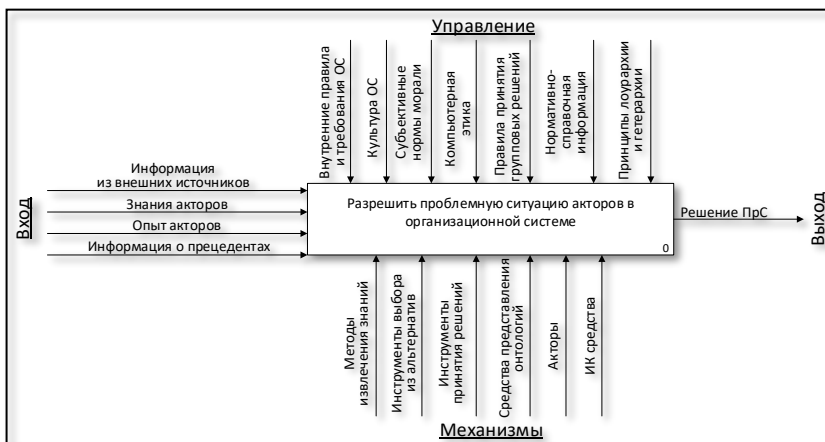 Управление
Внутренние правила
и требования ОС
Культура ОС
Субъективные
нормы морали
Компьютерная
этика
Правила принятия
групповых решений
Нормативно-
справочная
информация
Принципы лоурархии
и гетерархии
Вход
Информация
из внешних источников
Знания акторов
Опыт акторов
Информация о прецедентах
Разрешить проблемную ситуацию акторов в
организационной системе
0
Решение ПрС
Выход
Методы
извлечения знаний
Инструменты выбора
из альтернатив
Инструменты
принятия решений
Средства представления
онтологий
Акторы
ИК средства
Механизмы